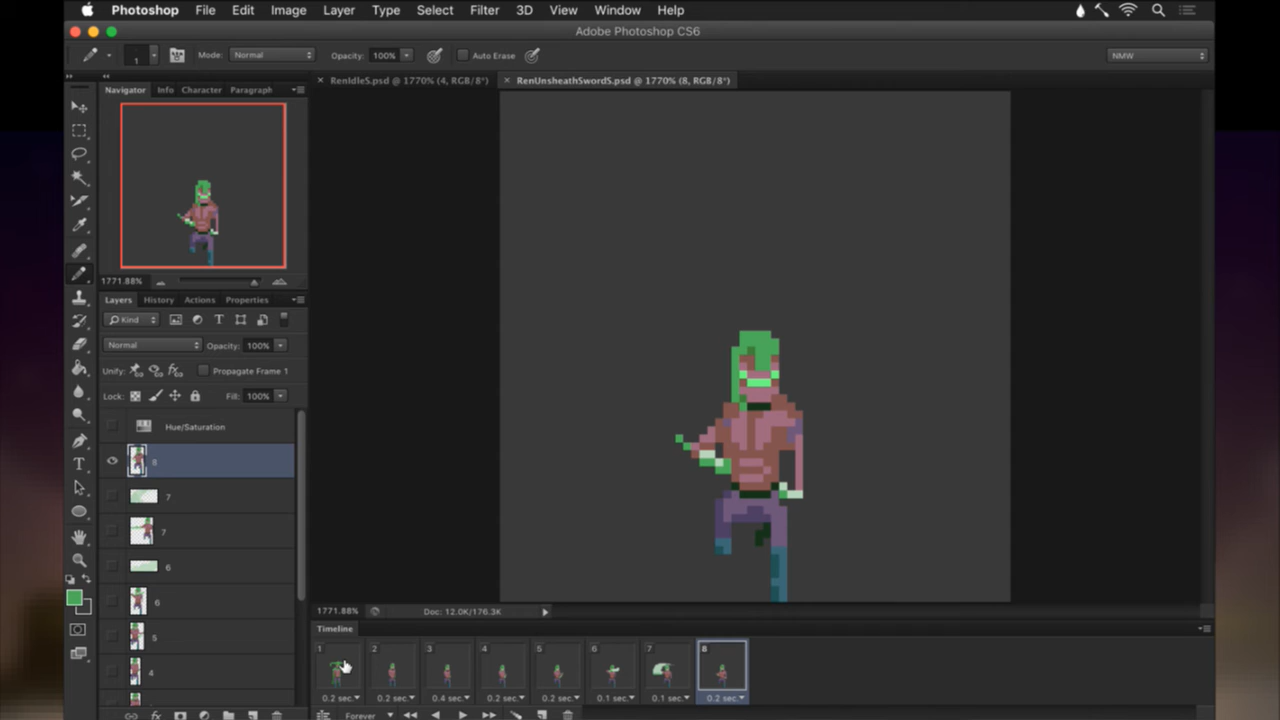 Photoshop File Edit Image Layer Type Select Filter 3D View Window Help
Adobe Photoshop CS6
1 Mode: Normal Opacity: 100% Auto Erase NMW
Navigator Info Character Paragraph
× RenIdleS.psd @ 1770% (4, RGB/8*) × RenUnsheathSwordS.psd @ 1770% (8, RGB/8*)
1771.88%
Layers History Actions Properties
Kind
Normal Opacity: 100%
Unify: Propagate Frame 1
Lock: Fill: 100%
Hue/Saturation
8
7
7
6
6
5
4
1771.88% Doc: 12.0K/176.3K
Timeline
1 2 3 4 5 6 7 8
0.2 sec. 0.2 sec. 0.4 sec. 0.2 sec. 0.2 sec. 0.1 sec. 0.1 sec. 0.2 sec.
Forever